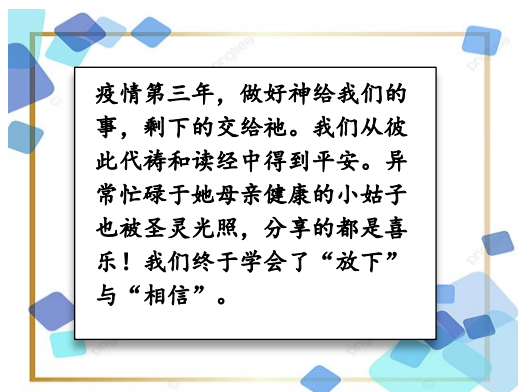 疫情第三年，做好神给我们的
事，剩下的交给祂。我们从彼
此代祷和读经中得到平安。异
常忙碌于她母亲健康的小姑子
也被圣灵光照，分享的都是喜
乐！我们终于学会了“放下”
与“相信”。